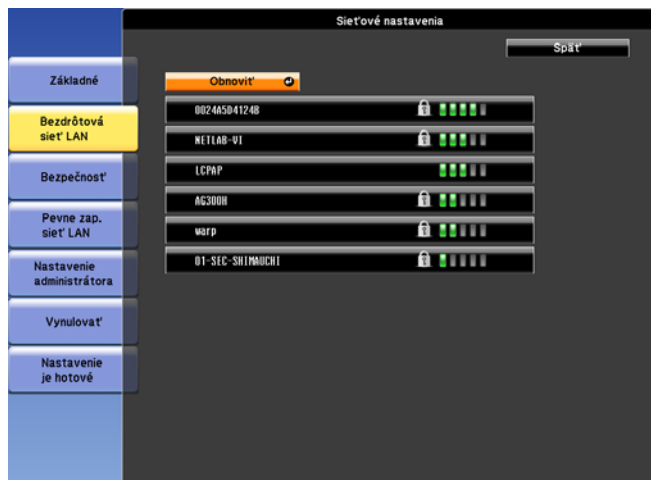 Sieťové nastavenia
Späť
Základné
Bezdrôtová
sieť LAN
Bezpečnosť
Pevne zap.
sieť LAN
Nastavenie
administrátora
Vynulovať
Nastavenie
je hotové
Obnoviť
0024A5D4124B
NETLAB-VI
LCPAP
AG300H
warp
01-SEC-SHIMAUCHI